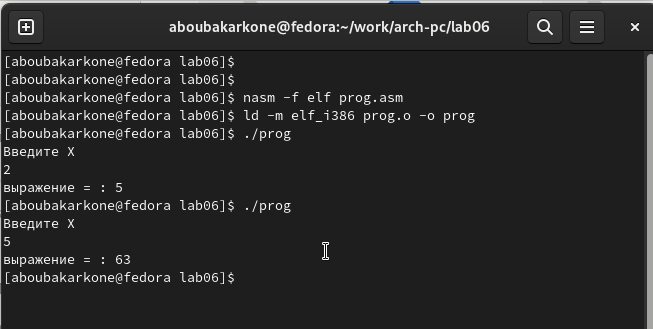 aboubakarkone@fedora:~/work/arch-pc/lab06
[aboubakarkone@fedora lab06]$
[aboubakarkone@fedora lab06]$
[aboubakarkone@fedora lab06]$ nasm -f elf prog.asm
[aboubakarkone@fedora lab06]$ ld -m elf_i386 prog.o -o prog
[aboubakarkone@fedora lab06]$ ./prog
Введите X
2
выражение = : 5
[aboubakarkone@fedora lab06]$ ./prog
Введите X
5
выражение = : 63
[aboubakarkone@fedora lab06]$